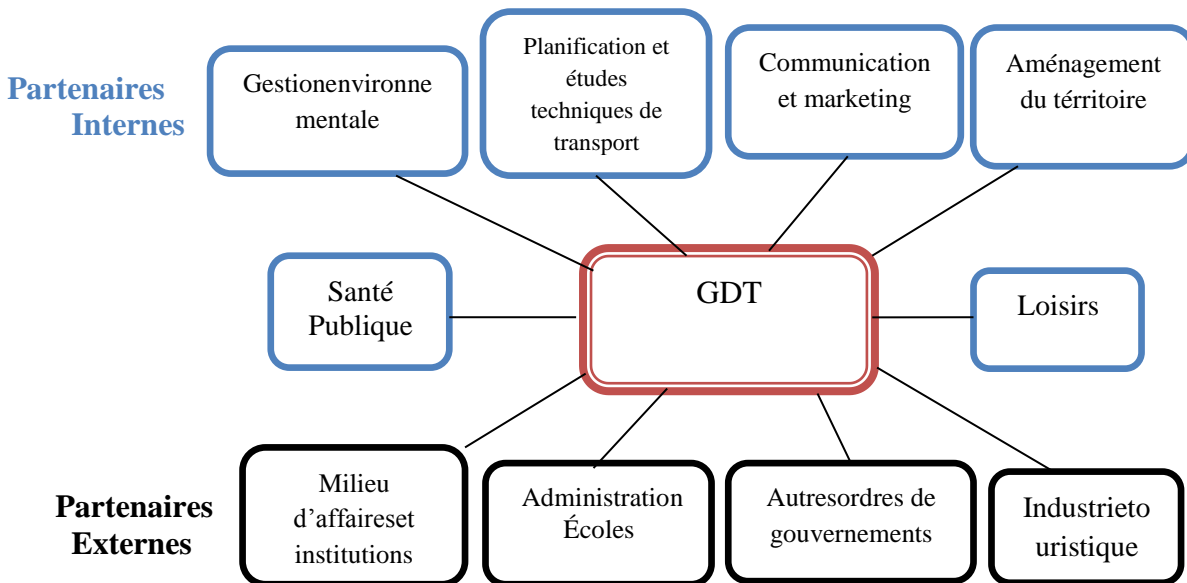 Partenaires
Internes
Gestionenvironne
mentale
Planification et
études
techniques de
transport
Communication
et marketing
Aménagement
du térritoire
Santé
Publique
GDT
Loisirs
Partenaires
Externes
Milieu
d’affaireset
institutions
Administration
Écoles
Autresordres de
gouvernements
Industrieto
uristique